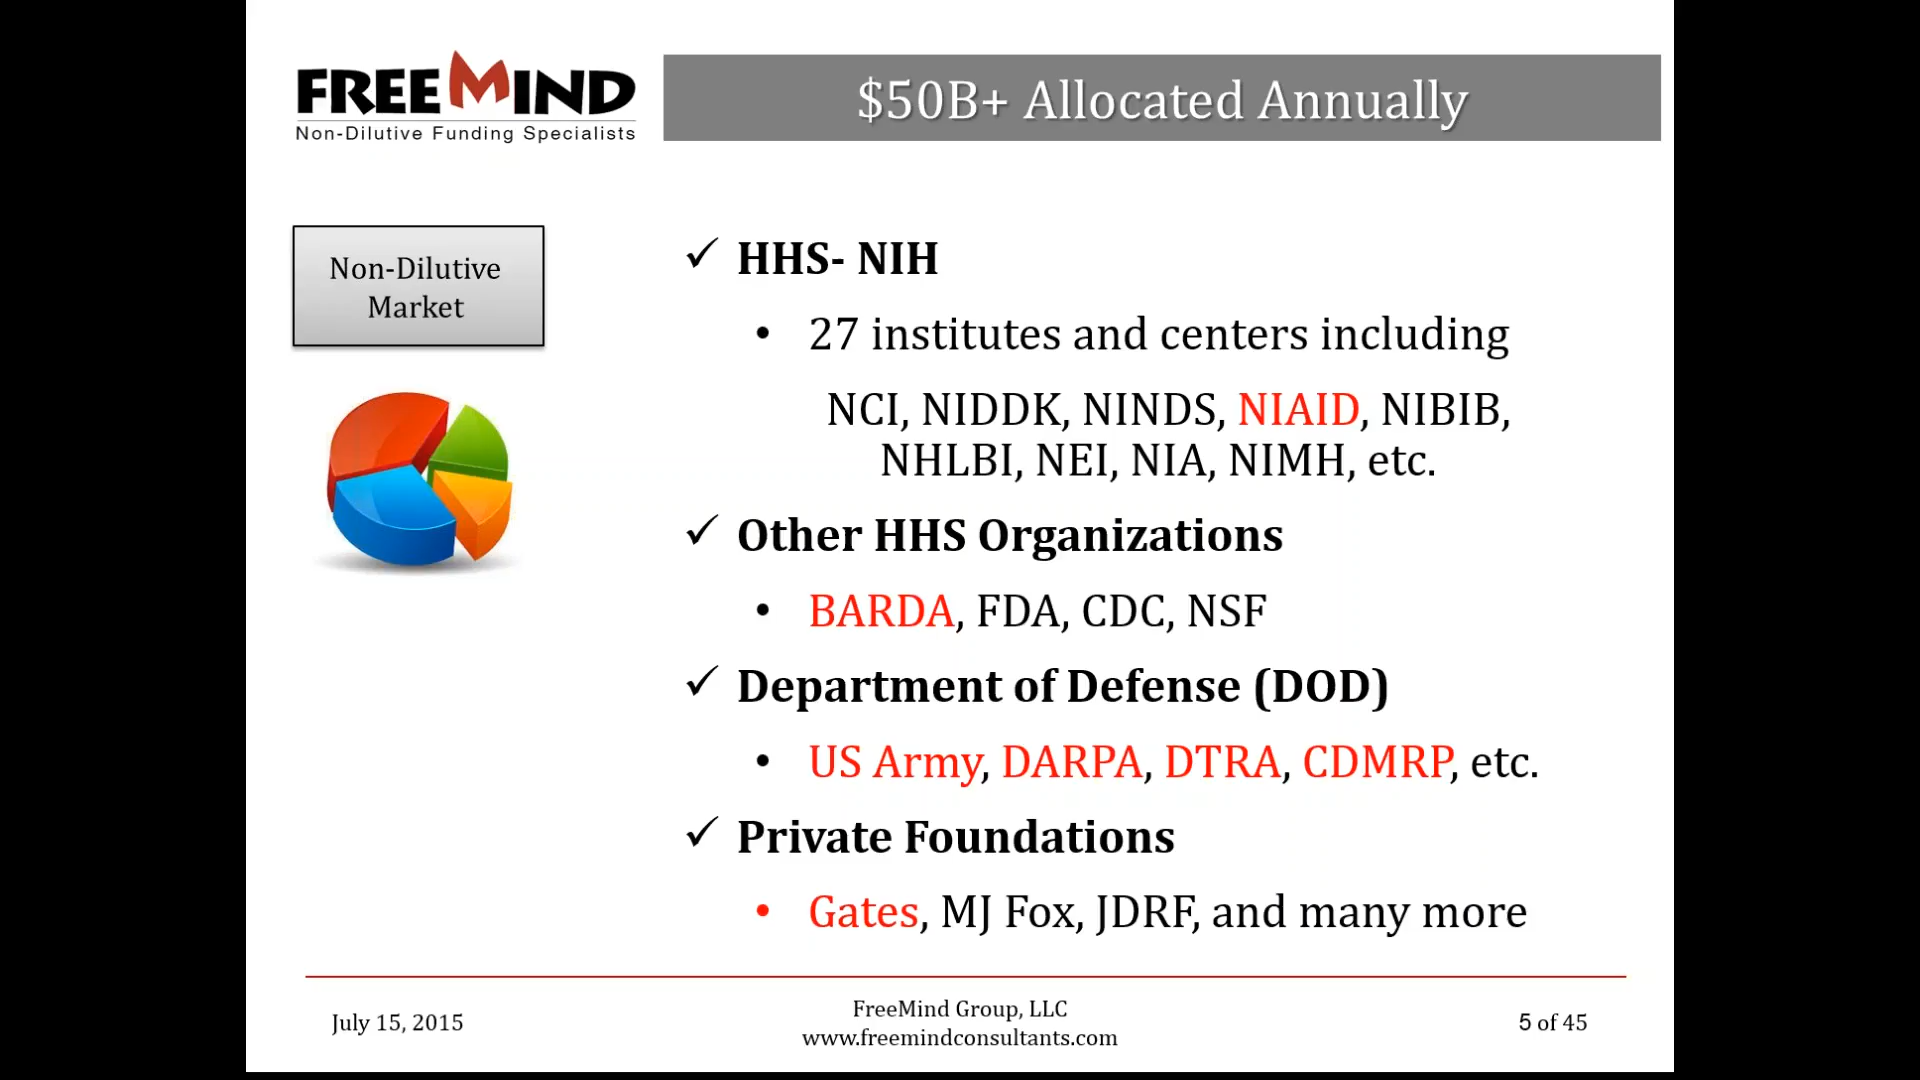 FREEMIND
Non-Dilutive Funding Specialists
$50B+ Allocated Annually
Non-Dilutive
Market
✓ HHS- NIH
• 27 institutes and centers including
NCI, NIDDK, NINDS, NIAID, NIBIB,
NHLBI, NEI, NIA, NIMH, etc.
✓ Other HHS Organizations
• BARDA, FDA, CDC, NSF
✓ Department of Defense (DOD)
• US Army, DARPA, DTRA, CDMRP, etc.
✓ Private Foundations
• Gates, MJ Fox, JDRF, and many more
July 15, 2015
FreeMind Group, LLC
www.freemindconsultants.com
5 of 45